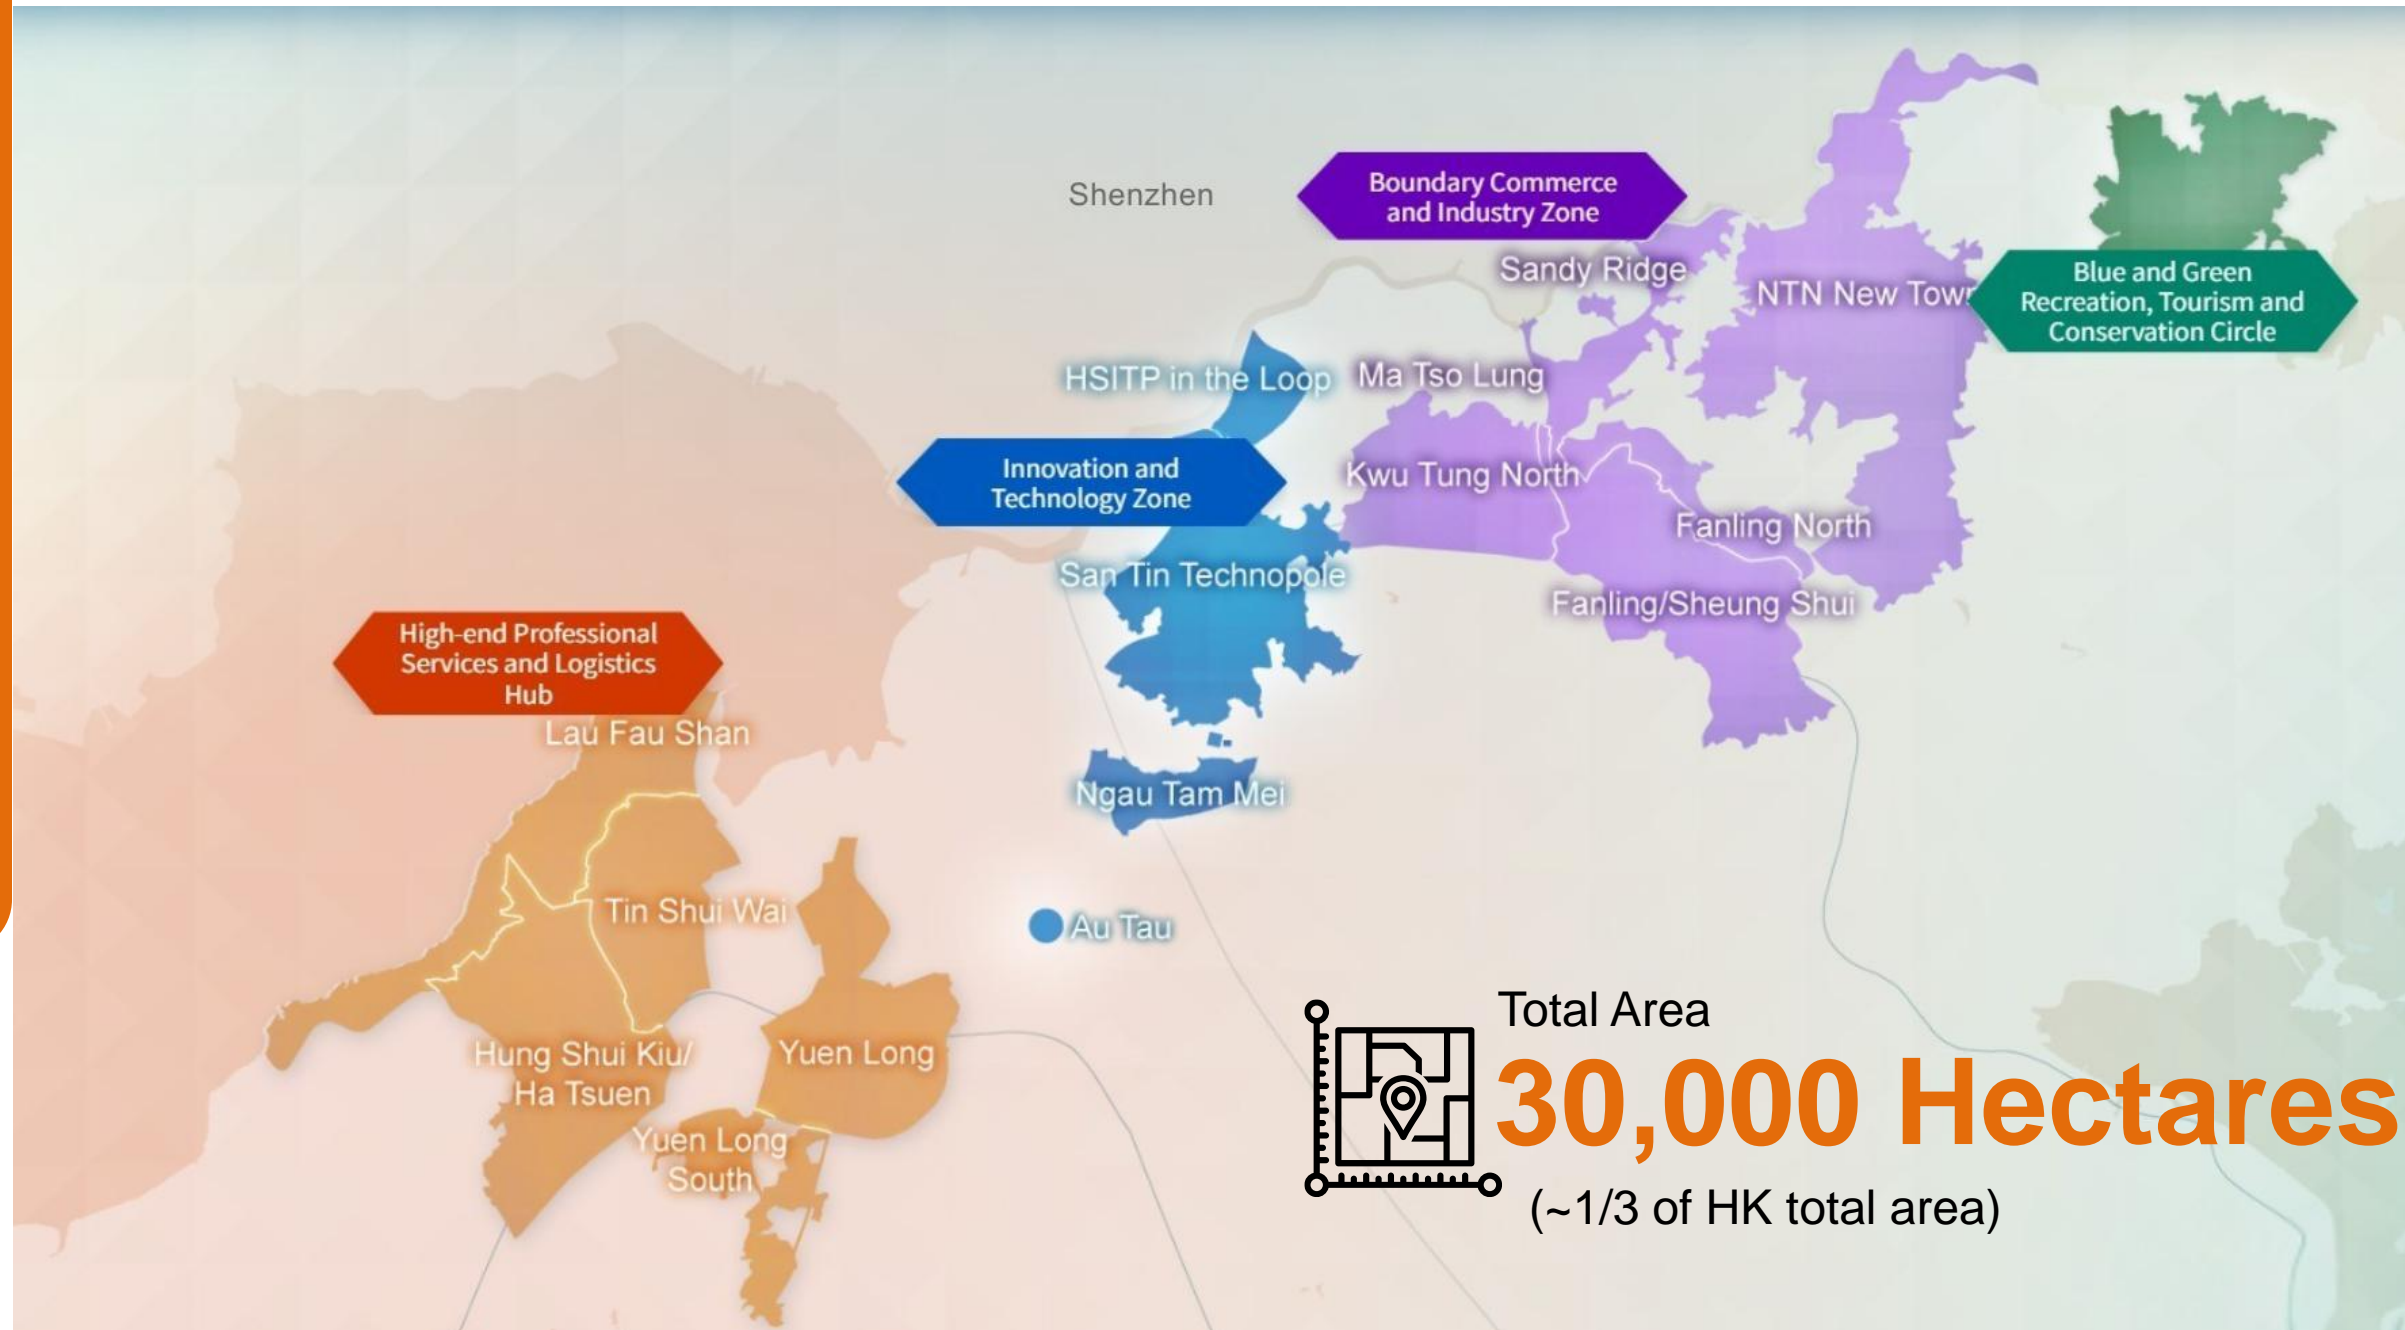 Shenzhen
Boundary Commerce
and Industry Zone
Sandy Ridge
NTN New Town
Blue and Green
Recreation, Tourism and
Conservation Circle
HSITP in the Loop
Ma Tso Lung
Innovation and
Technology Zone
Kwu Tung North
Fanling North
San Tin Technopole
Fanling/Sheung Shui
High-end Professional
Services and Logistics
Hub
Lau Fau Shan
Ngau Tam Mei
Tin Shui Wai
Au Tau
Hung Shui Kiu/
Ha Tsuen
Yuen Long
Yuen Long
South
Total Area
30,000 Hectares
(~1/3 of HK total area)